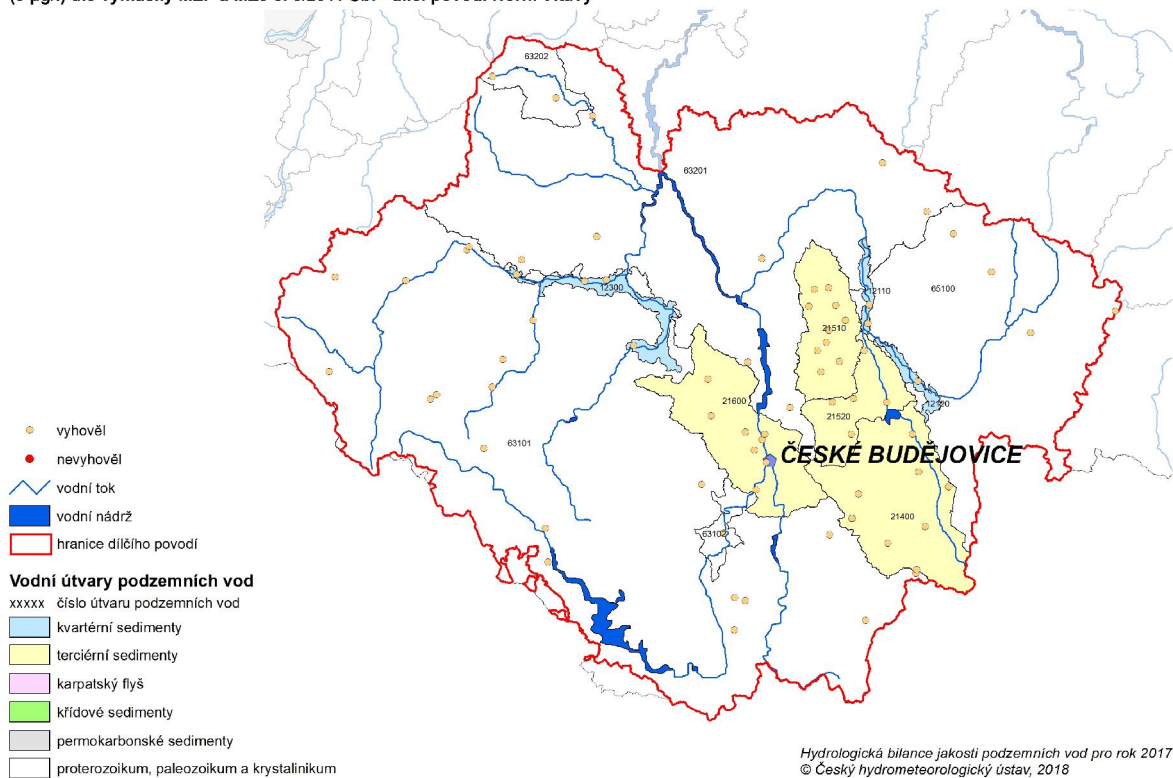 63202
63201
12300
12110
65100
21510
12120
21600
21520
63101
ČESKÉ BUDĚJOVICE
21400
63102
vyhověl
nevyhověl
vodní tok
vodní nádrž
hranice dílčího povodí
Vodní útvary podzemních vod
xxxxx číslo útvaru podzemních vod
kvartérní sedimenty
terciérní sedimenty
karpatský flyš
křídové sedimenty
permokarbonské sedimenty
proterozoikum, paleozoikum a krystalinikum
Hydrologická bilance jakosti podzemních vod pro rok 2017
© Český hydrometeorologický ústav, 2018